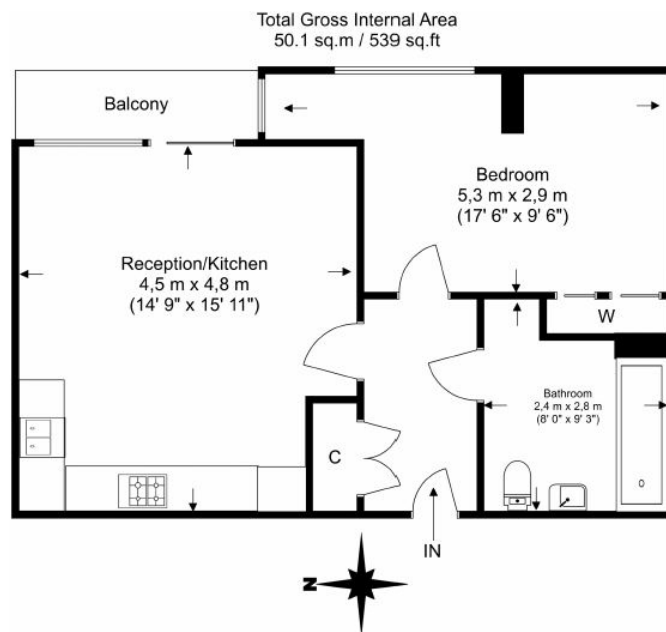 Total Gross Internal Area
50.1 sq.m / 539 sq.ft
Balcony
Bedroom
5,3 m x 2,9 m
(17' 6" x 9' 6")
Reception/Kitchen
4,5 m x 4,8 m
(14' 9" x 15' 11")
W
Bathroom
2,4 m x 2,8 m
(8' 0" x 9' 3")
C
IN
N